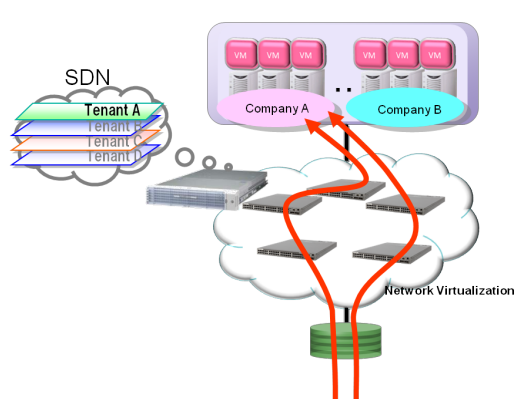 SDN
Tenant A
Tenant B
Tenant C
Tenant D
VM VM VM VM VM VM
..
Company A Company B
Network Virtualization